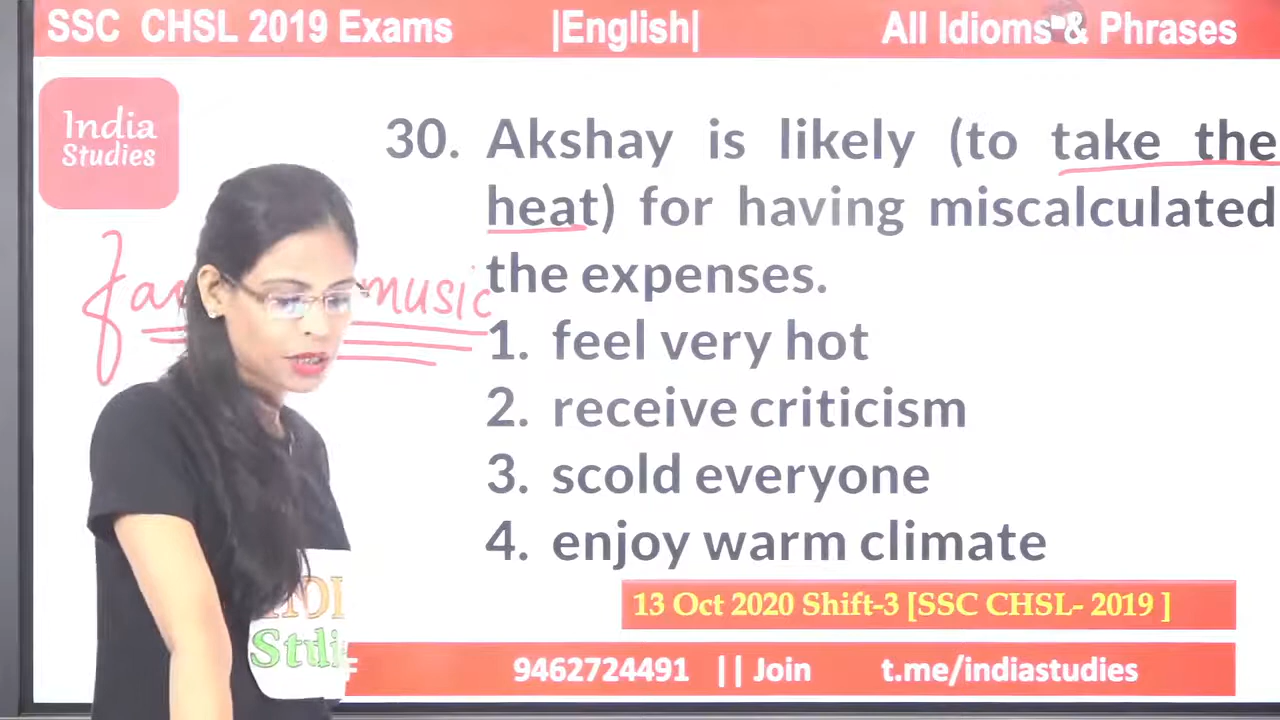 SSC CHSL 2019 Exams |English| All Idioms & Phrases
India
Studies
30. Akshay is likely (to take the
heat) for having miscalculated
the expenses.
music
1. feel very hot
2. receive criticism
3. scold everyone
4. enjoy warm climate
13 Oct 2020 Shift-3 [SSC CHSL- 2019 ]
9462724491 || Join t.me/indiastudies